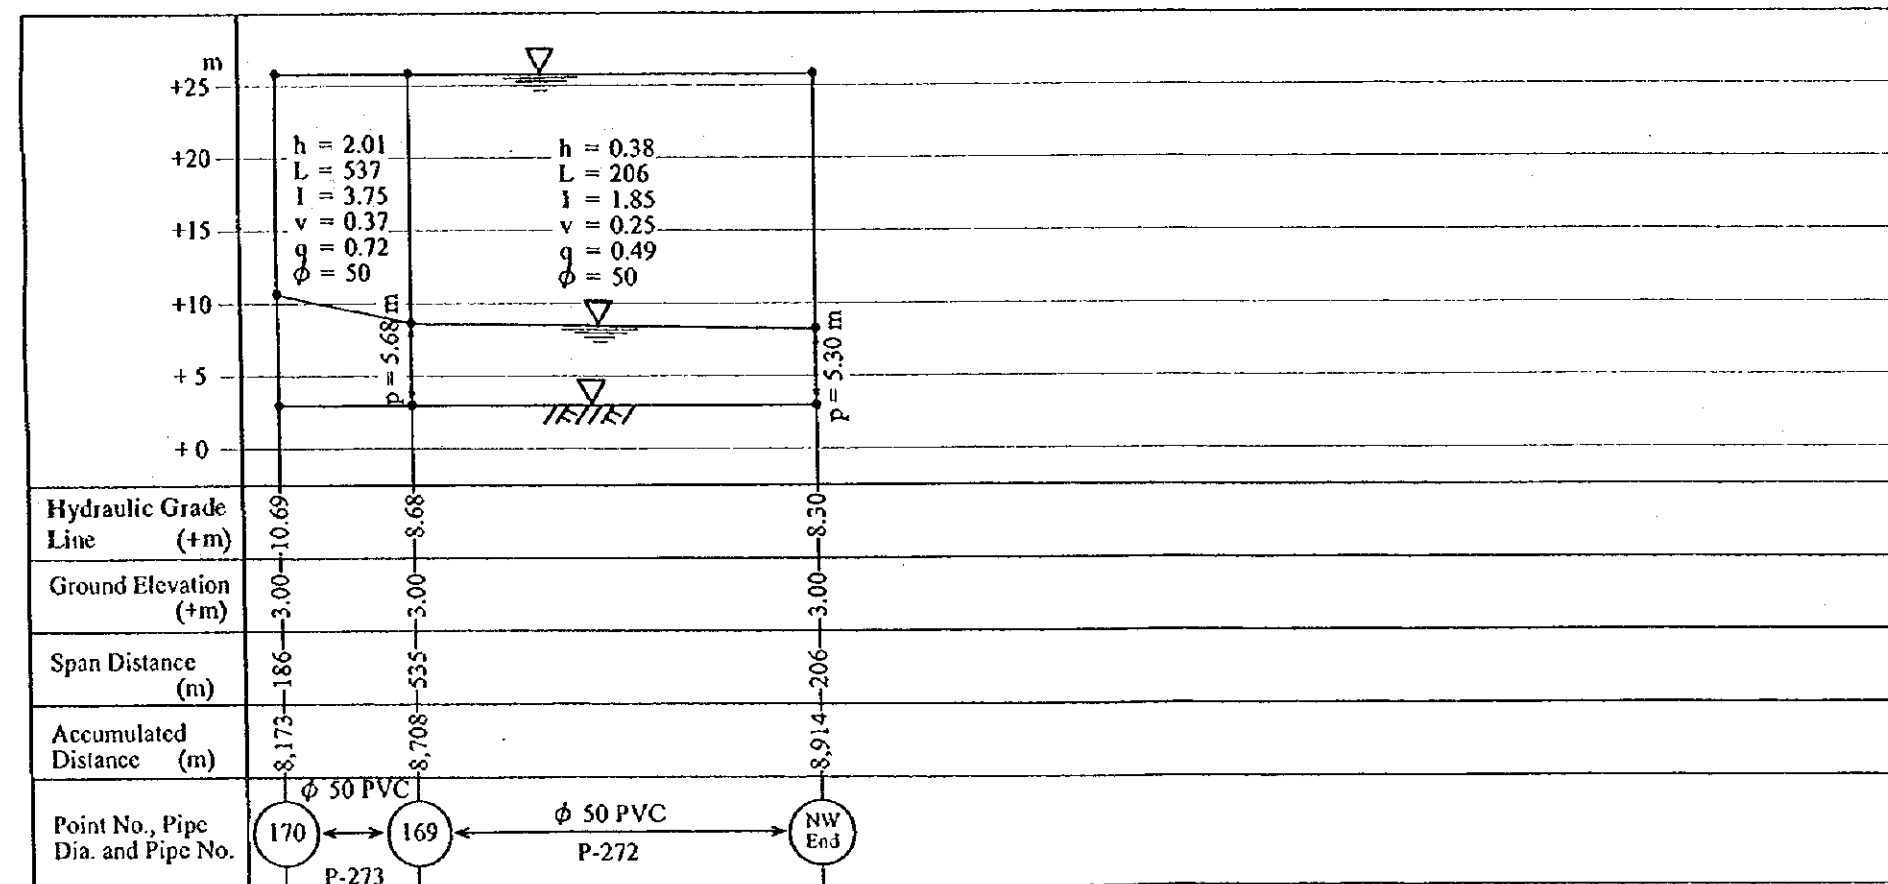 m
+25
+20
+15
+10
+ 5
+ 0
h = 2.01
L = 537
I = 3.75
v = 0.37
q = 0.72
ϕ = 50
h = 0.38
L = 206
I = 1.85
v = 0.25
q = 0.49
ϕ = 50
p = 5.68 m
p = 5.30 m
Hydraulic Grade
Line (+m)
10.69
8.68
8.30
Ground Elevation
(+m)
3.00
3.00
3.00
Span Distance
(m)
186
535
206
Accumulated
Distance (m)
8,173
8,708
8,914
Point No., Pipe
Dia. and Pipe No.
170
ϕ 50 PVC
P-273
169
ϕ 50 PVC
P-272
NW
End